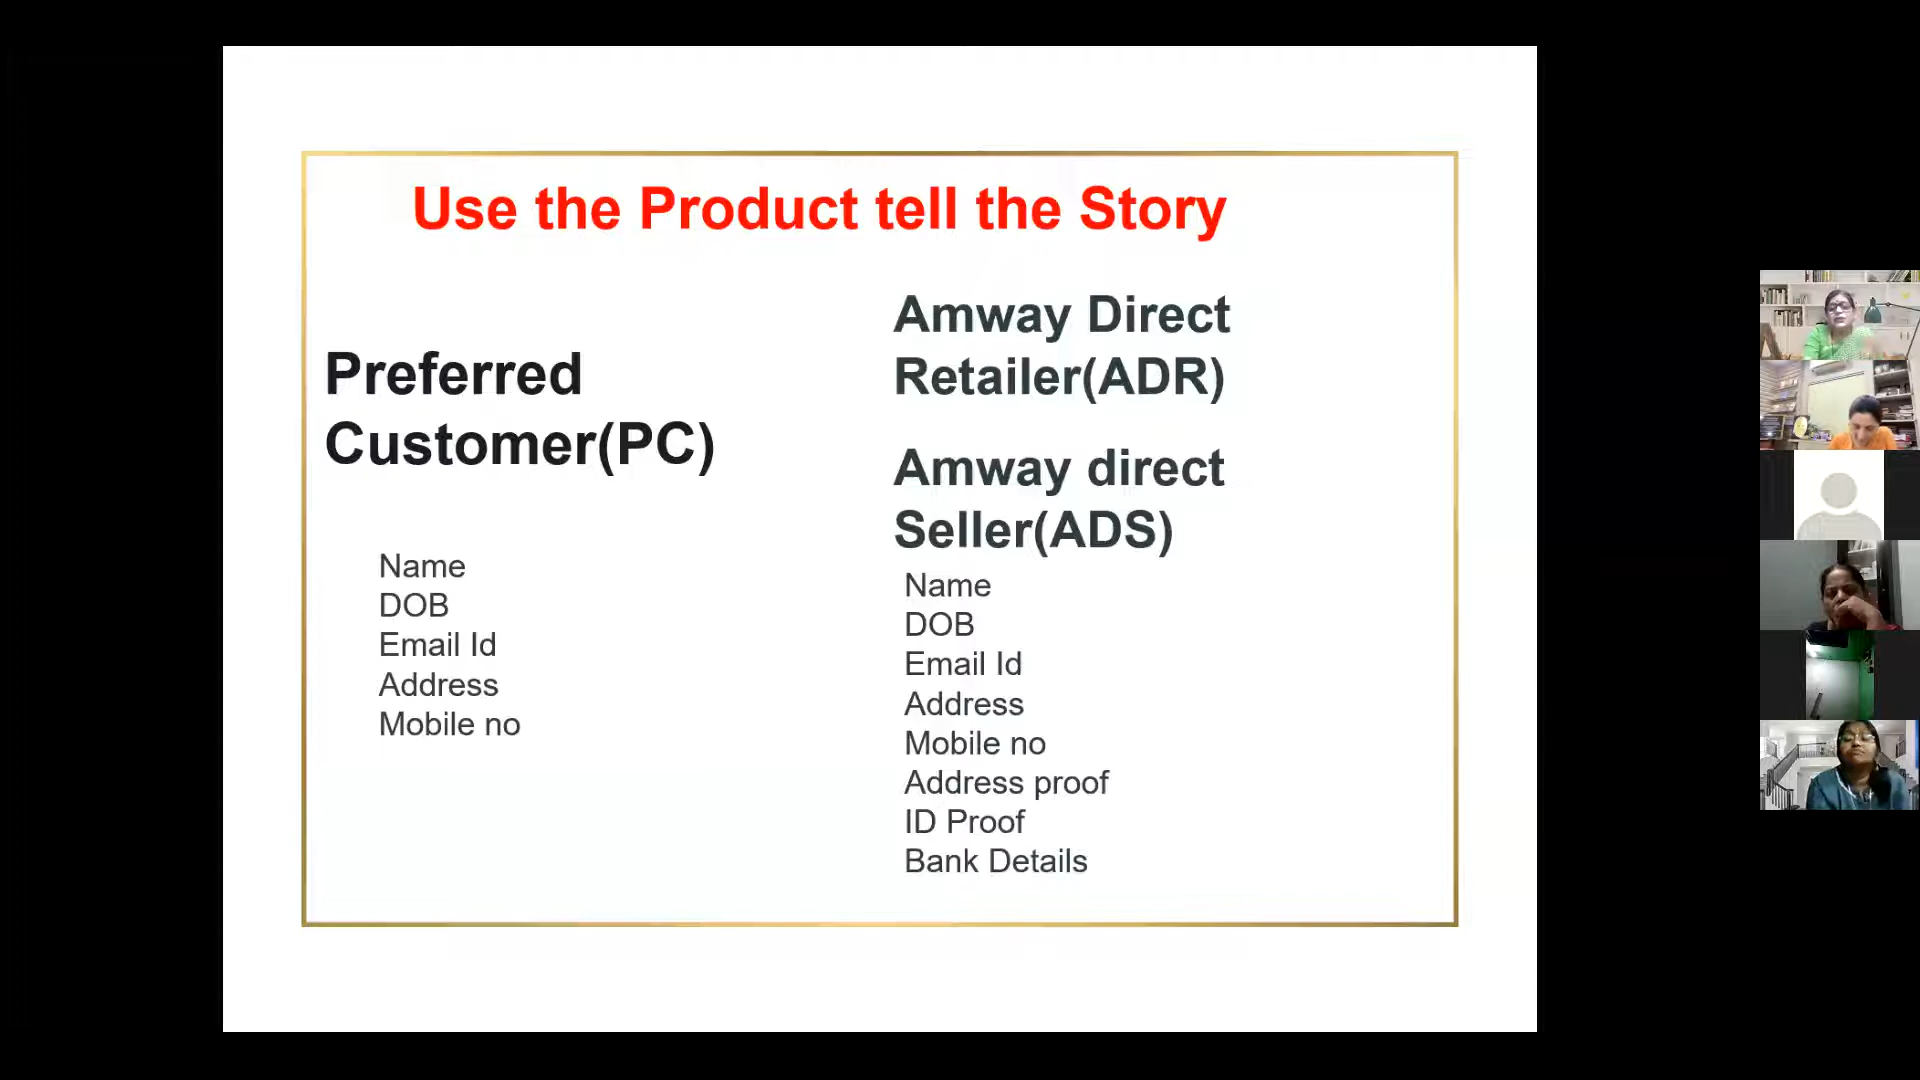 Use the Product tell the Story
Preferred
Customer(PC)
Name
DOB
Email Id
Address
Mobile no
Amway Direct
Retailer(ADR)
Amway direct
Seller(ADS)
Name
DOB
Email Id
Address
Mobile no
Address proof
ID Proof
Bank Details